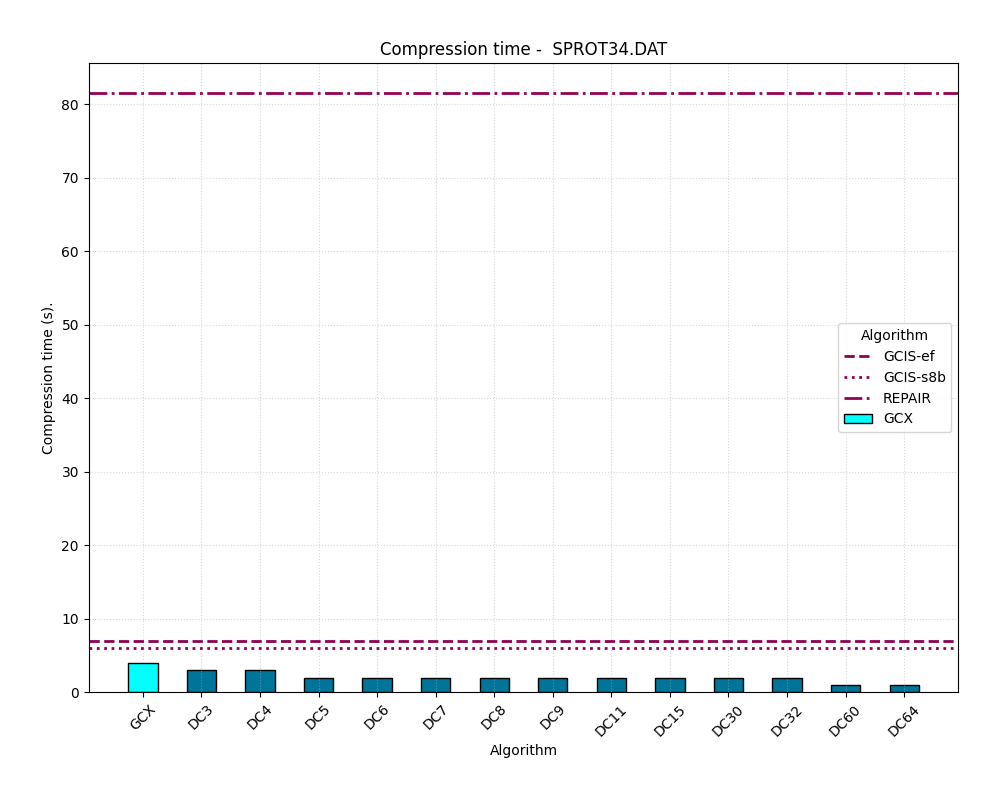 Compression time -  SPROT34.DAT
Compression time (s).
80
70
60
50
40
30
20
10
0
Algorithm
GCIS-ef
GCIS-s8b
REPAIR
GCX
GCX
DC3
DC4
DC5
DC6
DC7
DC8
DC9
DC11
DC15
DC30
DC32
DC60
DC64
Algorithm